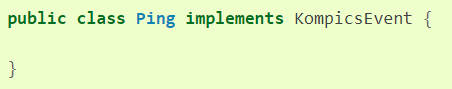 public class Ping implements KompicsEvent {
}